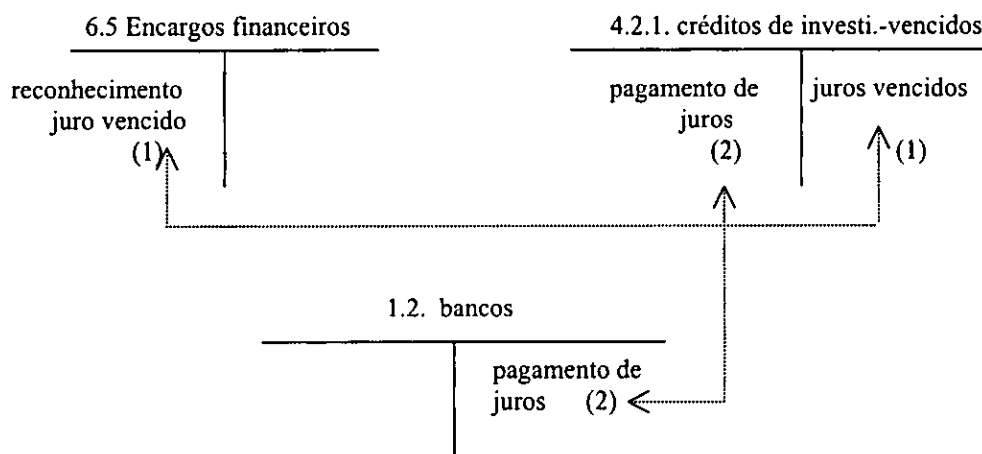 6.5 Encargos financeiros
4.2.1. créditos de investi.-vencidos
reconhecimento
juro vencido
(1)
pagamento de
juros
(2)
juros vencidos
(1)
1.2. bancos
pagamento de
juros (2)